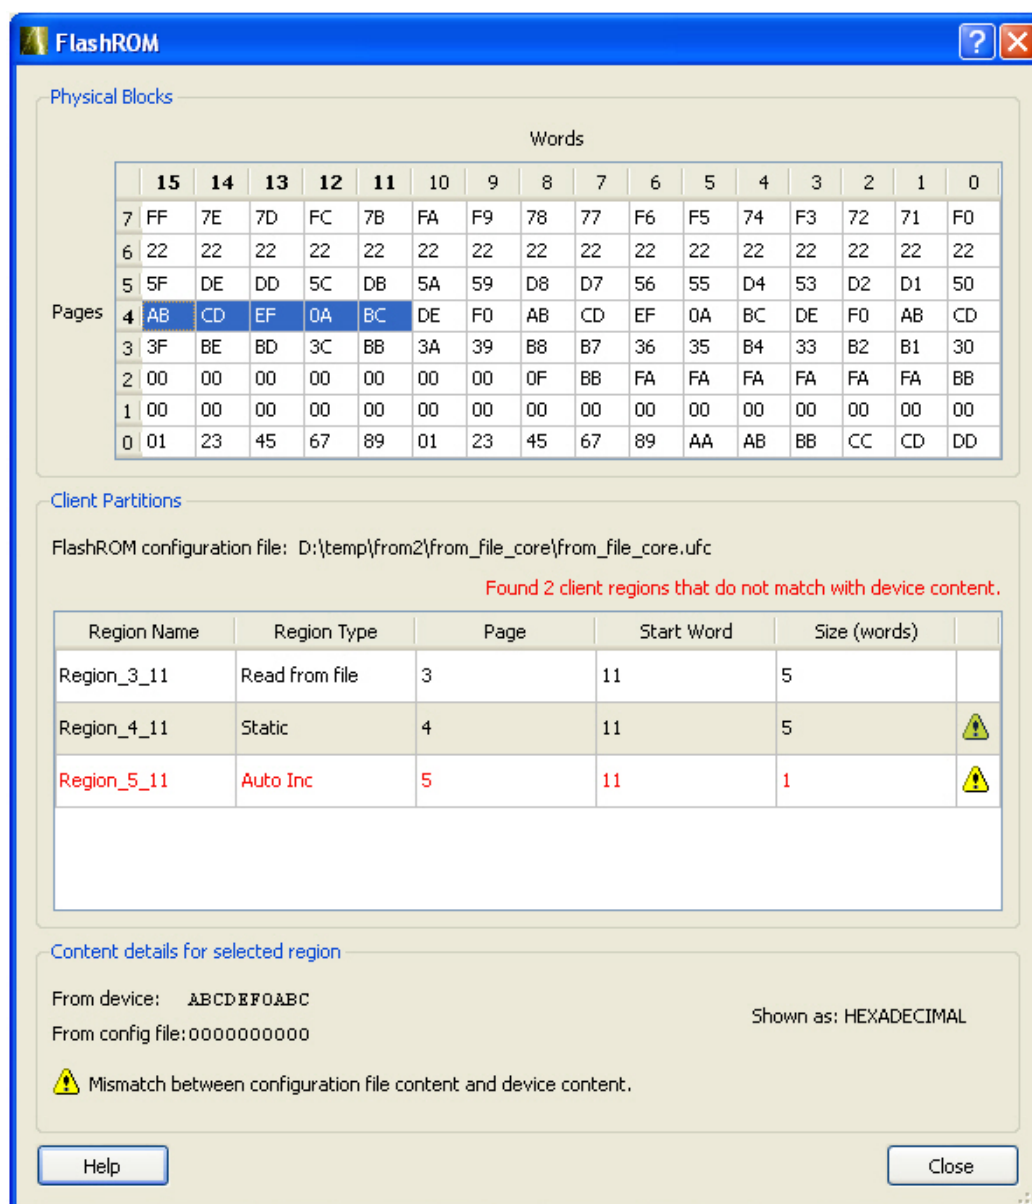 FlashROM
Physical Blocks
Words
15 14 13 12 11 10 9 8 7 6 5 4 3 2 1 0
7 FF 7E 7D FC 7B FA F9 78 77 F6 F5 74 F3 72 71 F0
6 22 22 22 22 22 22 22 22 22 22 22 22 22 22 22 22
5 5F DE DD 5C DB 5A 59 D8 D7 56 55 D4 53 D2 D1 50
Pages 4 AB CD EF 0A BC DE F0 AB CD EF 0A BC DE F0 AB CD
3 3F BE BD 3C BB 3A 39 B8 B7 36 35 B4 33 B2 B1 30
2 00 00 00 00 00 00 00 0F BB FA FA FA FA FA FA BB
1 00 00 00 00 00 00 00 00 00 00 00 00 00 00 00 00
0 01 23 45 67 89 01 23 45 67 89 AA AB BB CC CD DD
Client Partitions
FlashROM configuration file: D:\temp\from2\from_file_core\from_file_core.ufc
Found 2 client regions that do not match with device content.
Region Name Region Type Page Start Word Size (words)
Region_3_11 Read from file 3 11 5
Region_4_11 Static 4 11 5
Region_5_11 Auto Inc 5 11 1
Content details for selected region
From device: ABCDEF0ABC
Shown as: HEXADECIMAL
From config file: 0000000000
Mismatch between configuration file content and device content.
Help Close